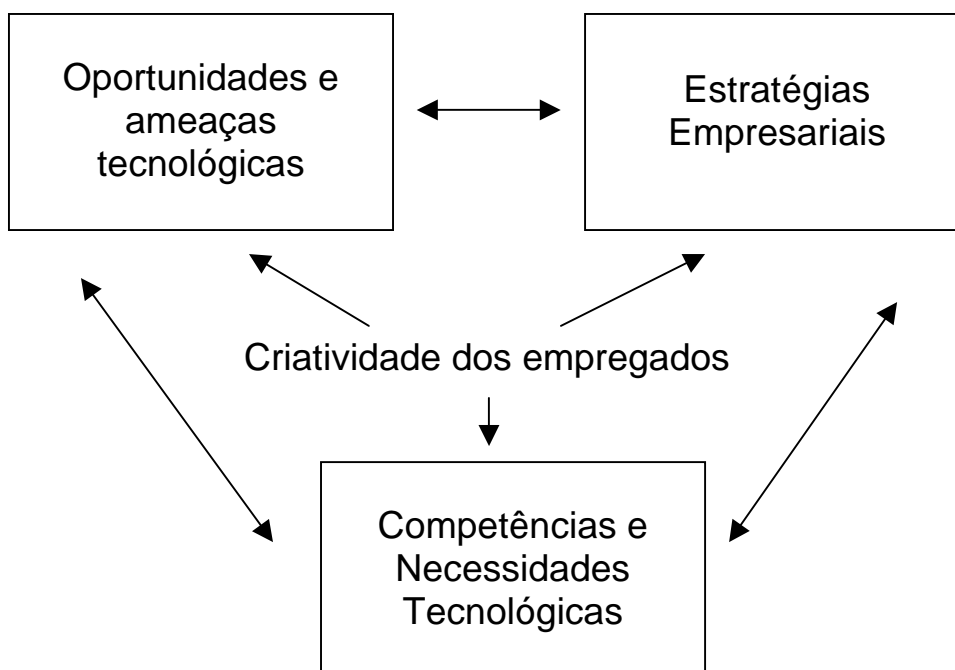 Oportunidades e
ameaças
tecnológicas
Estratégias
Empresariais
Criatividade dos empregados
Competências e
Necessidades
Tecnológicas